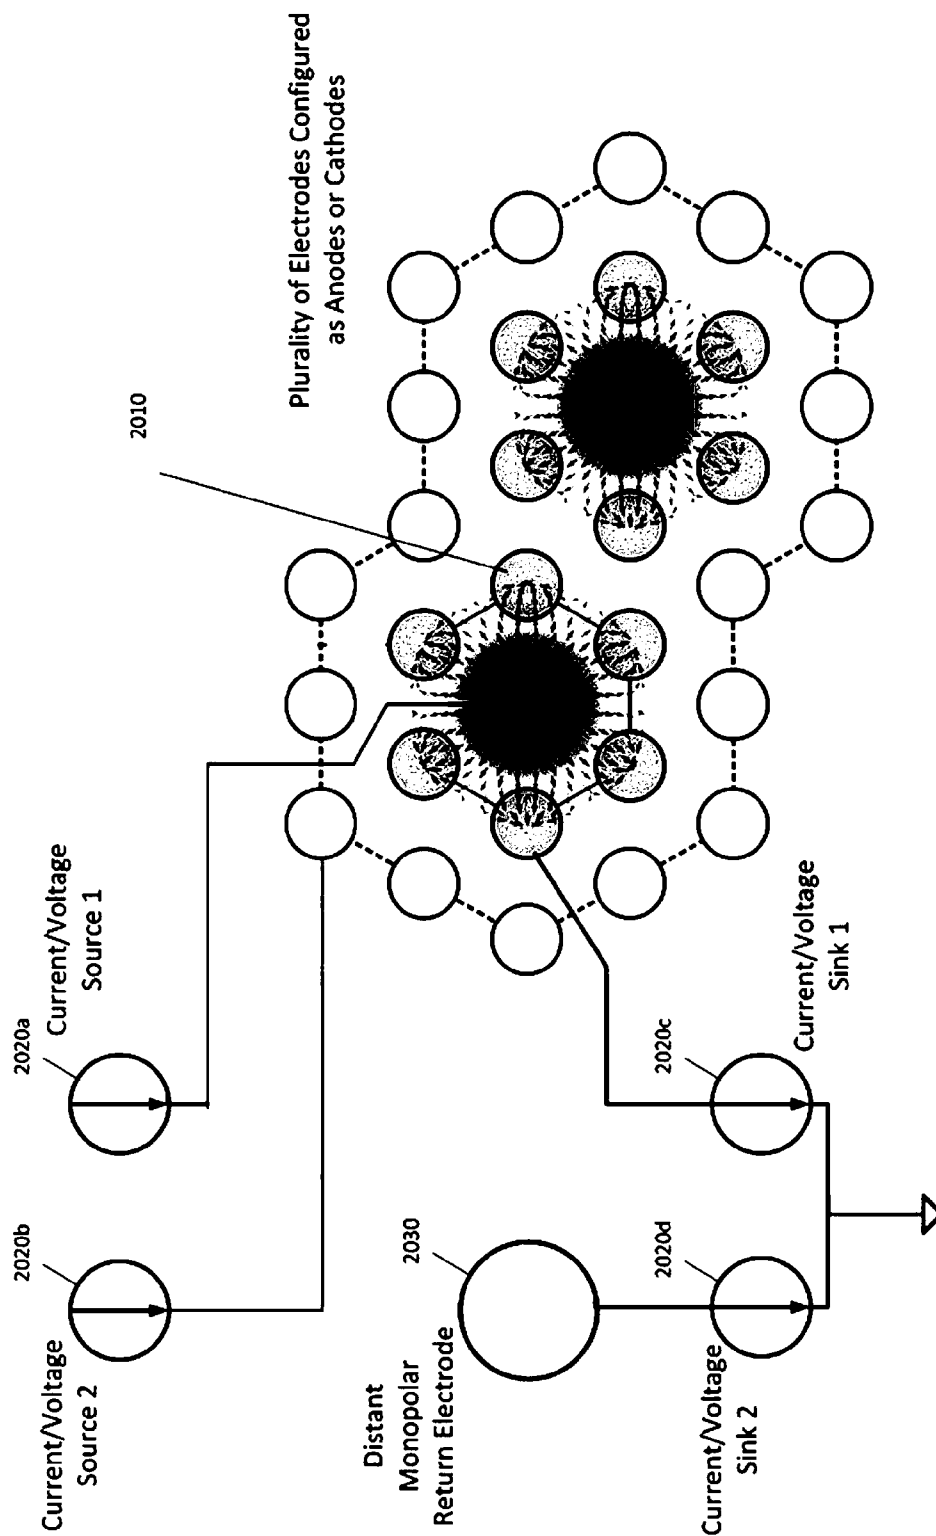 Current/Voltage
Source 2
2020b
2020a
Current/Voltage
Source 1
2010
Plurality of Electrodes Configured
as Anodes or Cathodes
Distant
Monopolar
Return Electrode
2030
Current/Voltage
Sink 2
2020d
2020c
Current/Voltage
Sink 1